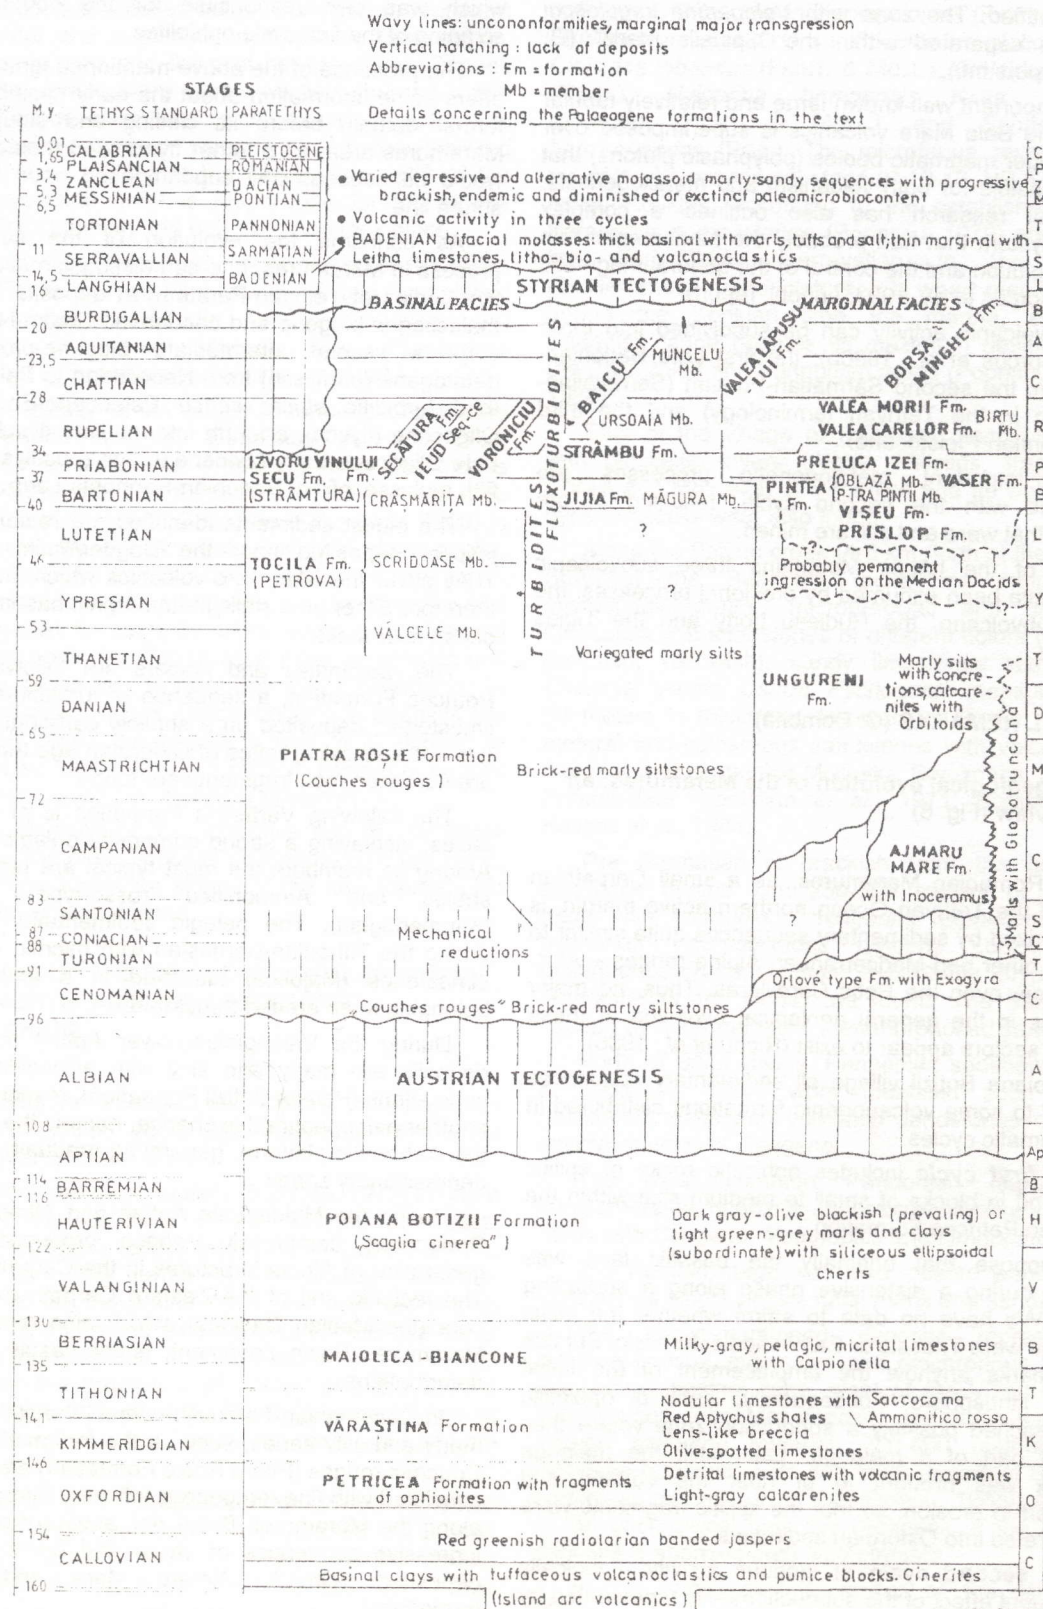 Wavy lines: uncononformities, marginal major transgression
Vertical hatching : lack of deposits
Abbreviations : Fm = formation
Mb = member
Details concerning the Palaeogene formations in the text
STAGES
M.y TETHYS STANDARD PARATETHYS
0,01
CALABRIAN PLEISTOCENE C
1,65
PLAISANCIAN ROMANIAN P
3,4
ZANCLEAN DACIAN Z
5,3
MESSINIAN PONTIAN M
6,5
TORTONIAN PANNONIAN T
11
SERRAVALLIAN SARMATIAN S
14,5
LANGHIAN BADENIAN L
16
• Varied regressive and alternative molassoid marly-sandy sequences with progressive
brackish, endemic and diminished or exctinct paleomicrobiocontent
• Volcanic activity in three cycles
• BADENIAN bifacial molasses: thick basinal with marls, tuffs and salt; thin marginal with
Leitha limestones, litho-, bio- and volcanoclastics
STYRIAN TECTOGENESIS
BASINAL FACIES MARGINAL FACIES
BURDIGALIAN B
20
AQUITANIAN A
23,5
CHATTIAN C
28
RUPELIAN R
34
PRIABONIAN P
37
BARTONIAN B
40
LUTETIAN L
46
YPRESIAN Y
53
THANETIAN T
59
DANIAN D
65
MAASTRICHTIAN M
72
CAMPANIAN C
83
SANTONIAN S
87
CONIACIAN C
88
TURONIAN T
91
CENOMANIAN C
96
ALBIAN A
108
APTIAN Ap
114
BARREMIAN B
116
HAUTERIVIAN H
122
VALANGINIAN V
130
BERRIASIAN B
135
TITHONIAN T
141
KIMMERIDGIAN K
146
OXFORDIAN O
154
CALLOVIAN C
160
IZVORU VINULUI
SECU Fm. Fm.
(STRÂMTURA)
SECĂTURA Fm.
IEUD Seq-ce
VORONICIU Fm.
CRÂSMĂRIȚA Mb.
TOCILA Fm.
(PETROVA)
SCRIDOASE Mb.
VÂLCELE Mb.
TURBIDITES
FLUXOTURBIDITES
BAICU Fm.
MUNCELU
Mb.
URSOAIA Mb.
STRÂMBU Fm.
JIJIA Fm. MĂGURA Mb.
?
?
VALEA LĂPUȘU-
LUI Fm.
BORSA-
MINGHET Fm.
VALEA MORII Fm.
VALEA CARELOR Fm.
BIRTU
Mb.
PRELUCA IZEI Fm.
PINTEA
Fm.
OBLAZĂ Mb. VASER Fm.
P-TRA PINTII Mb.
VIȘEU Fm.
PRISLOP Fm.
?
Probably permanent
ingression on the Median Dacids
?
Variegated marly silts
UNGURENI
Fm.
Marly silts
with concre-
tions, calcare-
nites with
Orbitoids
Marls with Globotruncana
PIATRA ROȘIE Formation
(Couches rouges )
Brick-red marly siltstones
AJMARU
MARE Fm.
with Inoceramus
?
Mechanical
reductions
Orlove type Fm. with Exogyra
„Couches rouges" Brick-red marly siltstones
AUSTRIAN TECTOGENESIS
POIANA BOTIZII Formation
(„Scaglia cinerea" )
Dark gray-olive blackish ( prevaling ) or
light green-grey marls and clays
(subordinate) with siliceous ellipsoidal
cherts
MAIOLICA - BIANCONE
Milky-gray, pelagic, micrital limestones
with Calpionella
VĂRĂSTINA Formation
Nodular limestones with Saccocoma
Red Aptychus shales \ Ammonitico rosso
Lens-like breccia
Olive-spotted limestones
PETRICEA Formation with fragments
of ophiolites
Detrital limestones with volcanic fragments
Light-gray calcarenites
Red greenish radiolarian banded jaspers
Basinal clays with tuffaceous volcanoclastics and pumice blocks. Cinerites
(Island arc volcanics)